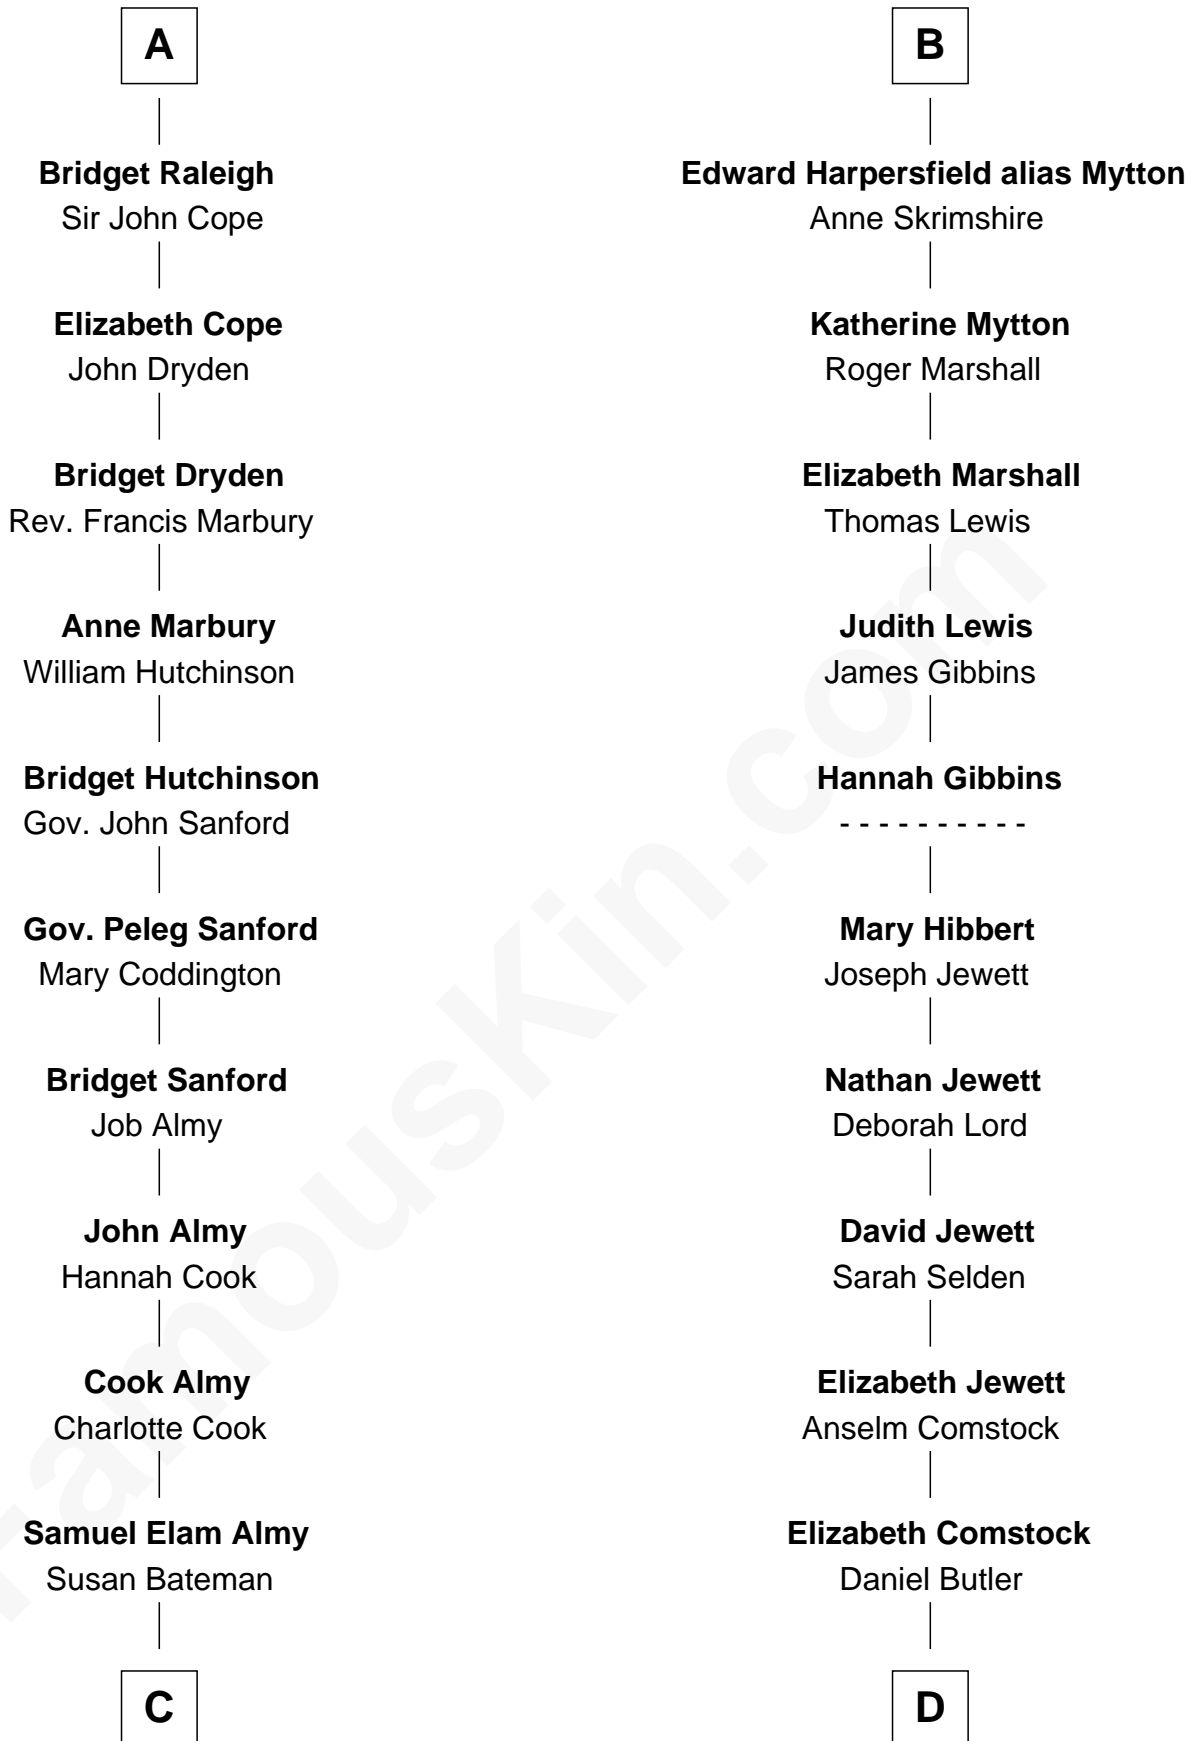 A
Bridget Raleigh
Sir John Cope
Elizabeth Cope
John Dryden
Bridget Dryden
Rev. Francis Marbury
Anne Marbury
William Hutchinson
Bridget Hutchinson
Gov. John Sanford
Gov. Peleg Sanford
Mary Coddington
Bridget Sanford
Job Almy
John Almy
Hannah Cook
Cook Almy
Charlotte Cook
Samuel Elam Almy
Susan Bateman
C
B
Edward Harpersfield alias Mytton
Anne Skrimshire
Katherine Mytton
Roger Marshall
Elizabeth Marshall
Thomas Lewis
Judith Lewis
James Gibbins
Hannah Gibbins
- - - - - - - - - -
Mary Hibbert
Joseph Jewett
Nathan Jewett
Deborah Lord
David Jewett
Sarah Selden
Elizabeth Jewett
Anselm Comstock
Elizabeth Comstock
Daniel Butler
D
FamousKin.com